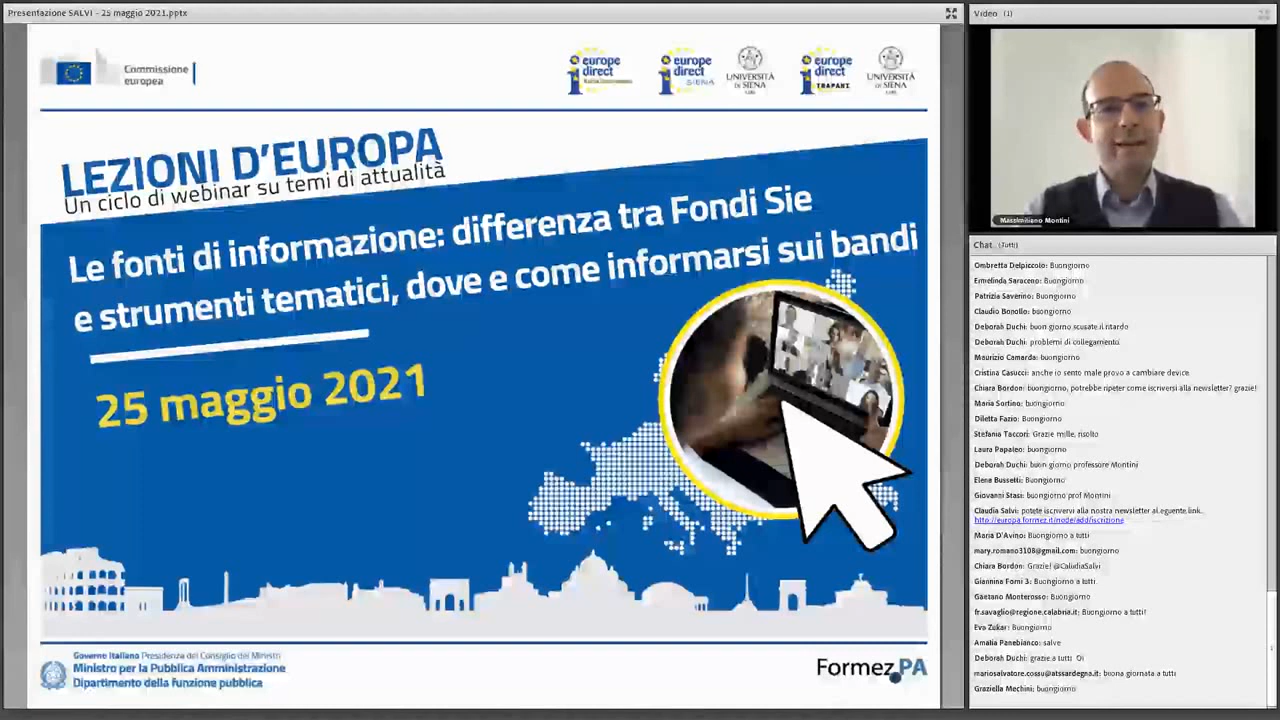 Presentazione SALVI - 25 maggio 2021.pptx
Commissione
europea
europe
direct
europe
direct
SIENA
UNIVERSITÀ
DI SIENA
1240
europe
direct
TRAPANI
UNIVERSITÀ
DI SIENA
1240
LEZIONI D'EUROPA
Un ciclo di webinar su temi di attualità
Le fonti di informazione: differenza tra Fondi Sie
e strumenti tematici, dove e come informarsi sui bandi
25 maggio 2021
Governo Italiano Presidenza del Consiglio dei Ministri
Ministro per la Pubblica Amministrazione
Dipartimento della funzione pubblica
Formez.PA
Video (1)
Massimiliano Montini
Chat (Tutti)
Ombretta Delpiccolo: Buongiorno
Ermelinda Saraceno: Buongiorno
Patrizia Saverino: Buongiorno
Claudio Bonollo: buongiorno
Deborah Duchi: buon giorno scusate il ritardo
Deborah Duchi: problemi di collegamento
Maurizio Camarda: buongiorno
Cristina Casucci: anche io sento male provo a cambiare device
Chiara Bordon: buongiorno, potrebbe ripeter come iscriversi alla newsletter? grazie!
Maria Sortino: buongiorno
Diletta Fazio: Buongiorno
Stefania Taccori: Grazie mille, risolto
Laura Papaleo: buongiorno
Deborah Duchi: buon giorno professore Montini
Elena Bussetti: Buongiorno
Giovanni Stasi: buongiorno prof Montini
Claudia Salvi: potete iscrivervi alla nostra newsletter al.eguente link..
http://europa.formez.it/node/add/iscrizione
Maria D'Avino: Buongiorno a tutti
mary.romano3108@gmail.com: buongiorno
Chiara Bordon: Grazie! @CaludiaSalvi
Giannina Forni 3: Buongiorno a tutti
Gaetano Monterosso: Buongiorno
fr.savaglio@regione.calabria.it: Buongiorno a tutti!
Eva Zukar: Buongiorno
Amalia Panebianco: salve
Deborah Duchi: grazie a tutti
mariosalvatore.cossu@atssardegna.it: buona giornata a tutti
Graziella Mechini: buongiorno